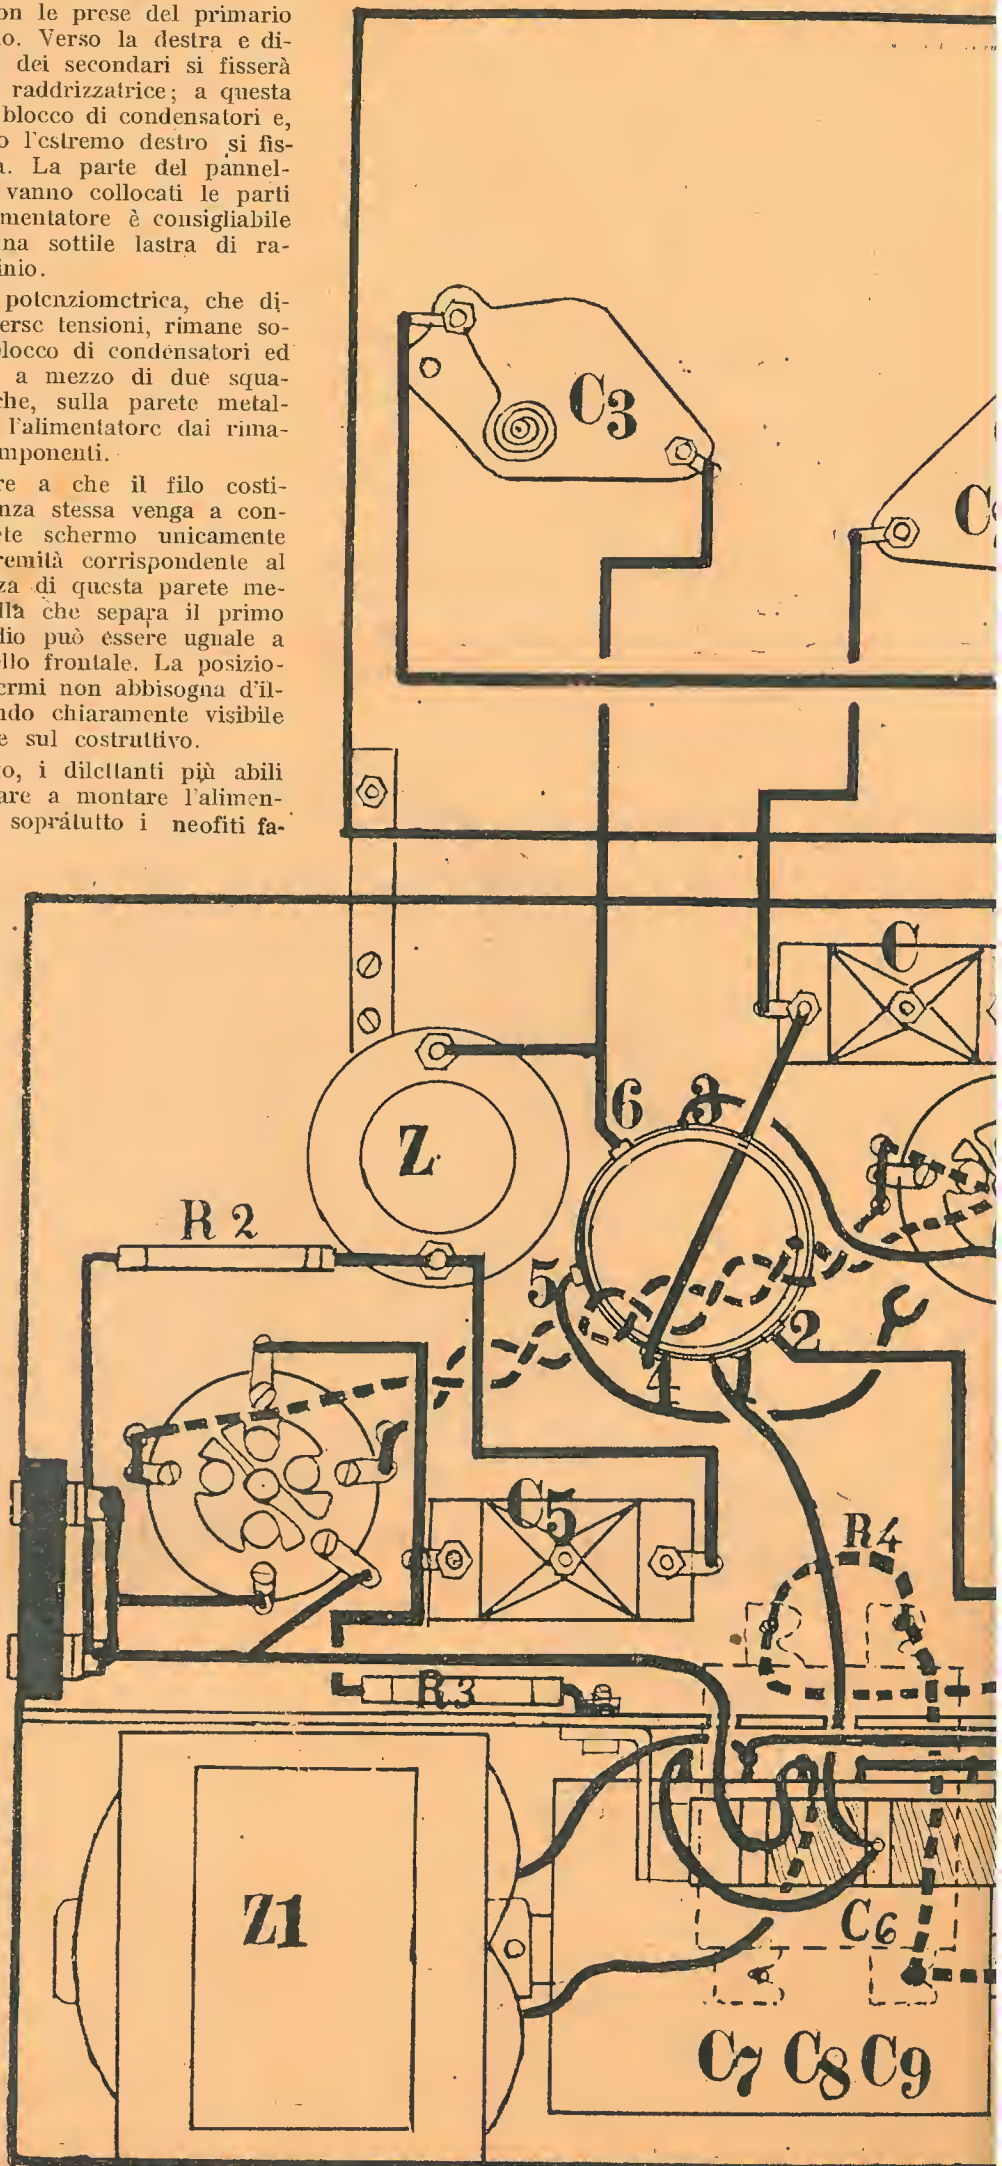 on le prese del primario
o. Verso la destra e di-
dei secondari si fisserà
raddrizzatrice; a questa
blocco di condensatori e,
o l'estremo destro si fis-
a. La parte del pannel-
vanno collocati le parti
mentatore è consigliabile
una sottile lastra di ra-
inio.
potenziometrica, che di-
verse tensioni, rimane so-
blocco di condensatori ed
a mezzo di due squa-
che, sulla parete metal-
l'alimentatore dai rima-
mponenti.
re a che il filo costi-
nza stessa venga a con-
te schermo unicamente
remità corrispondente al
za di questa parete me-
lla che separa il primo
dio può essere uguale a
llo frontale. La posizio-
ermi non abbisogna d'il-
ndo chiaramente visibile
e sul costruttivo.
o, i dilettanti più abili
are a montare l'alimen-
sopratutto i neofiti fa-
C3
C
6 3
Z
R2
5
2
4 1
C5
R4
R3
Z1
C6
C7 C8 C9